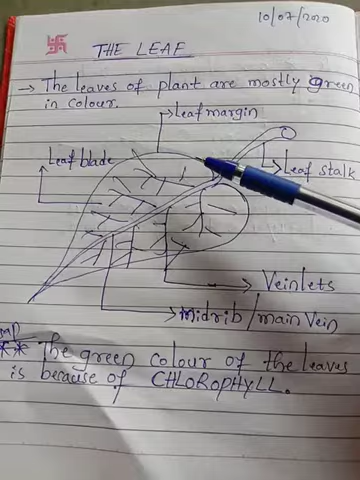 10/07/2020
卐
THE LEAF
→ The leaves of plant are mostly green
in colour.
Leaf margin
Leaf blade
Leaf stalk
Veinlets
midrib/main vein
IMP
** The green colour of the leaves
is because of CHLOROPHYLL.